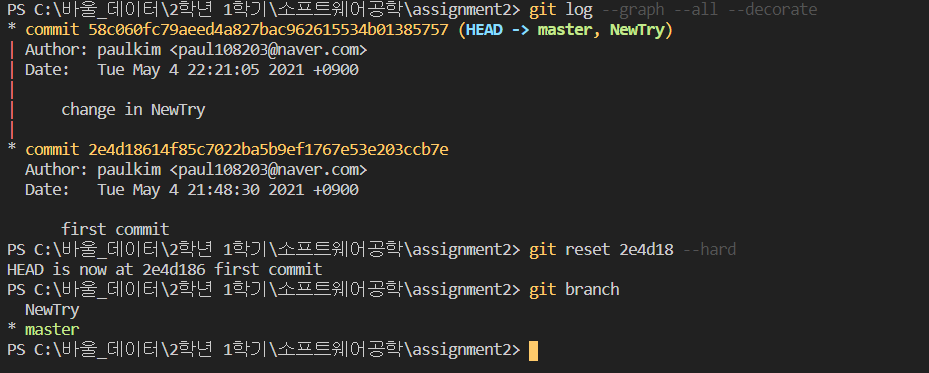 PS C:\바울_데이터\2학년 1학기\소프트웨어공학\assignment2> git log --graph --all --decorate
* commit 58c060fc79aeed4a827bac962615534b01385757 (HEAD -> master, NewTry)
| Author: paulkim <paul108203@naver.com>
| Date:   Tue May 4 22:21:05 2021 +0900
|
|     change in NewTry
|
* commit 2e4d18614f85c7022ba5b9ef1767e53e203ccb7e
  Author: paulkim <paul108203@naver.com>
  Date:   Tue May 4 21:48:30 2021 +0900

      first commit
PS C:\바울_데이터\2학년 1학기\소프트웨어공학\assignment2> git reset 2e4d18 --hard
HEAD is now at 2e4d186 first commit
PS C:\바울_데이터\2학년 1학기\소프트웨어공학\assignment2> git branch
  NewTry
* master
PS C:\바울_데이터\2학년 1학기\소프트웨어공학\assignment2>